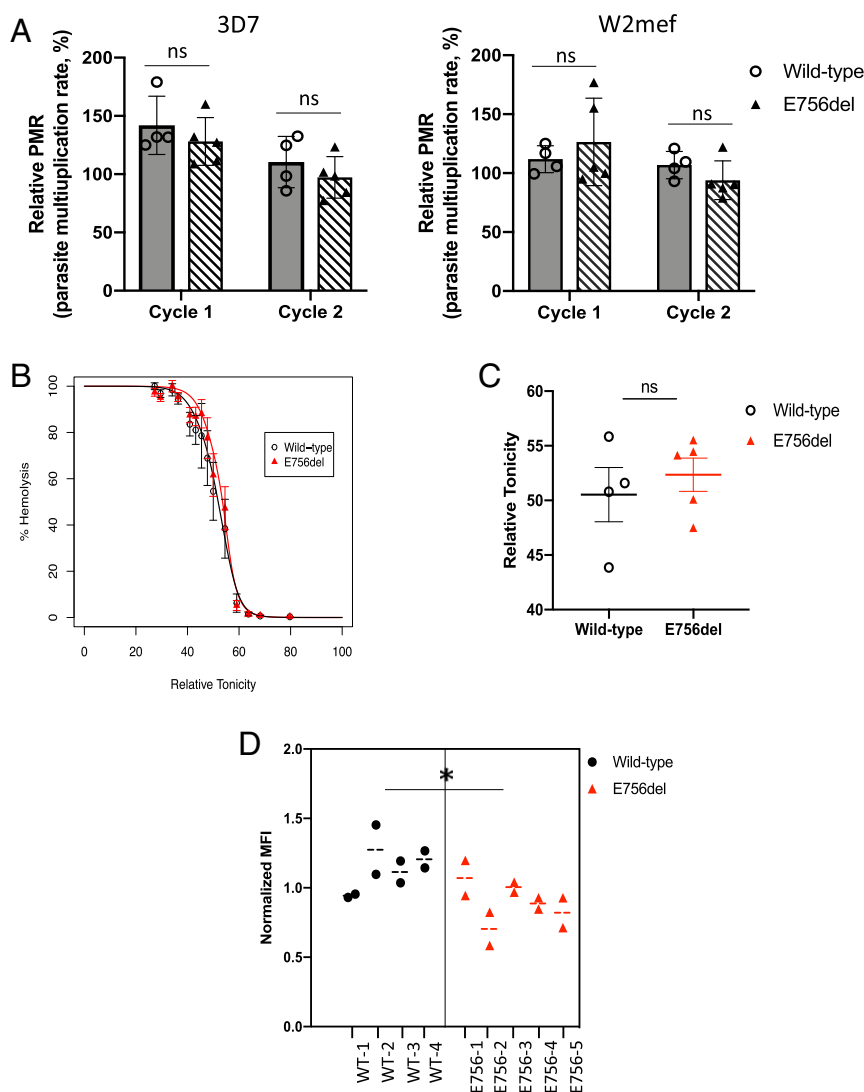 A
3D7
W2mef
Relative PMR
(parasite multiuplication rate, %)
200
150
100
50
0
ns
ns
Cycle 1
Cycle 2
Relative PMR
(parasite multiuplication rate, %)
200
150
100
50
0
ns
ns
Cycle 1
Cycle 2
Wild-type
E756del
B
% Hemolysis
100
80
60
40
20
0
Wild-type
E756del
0 20 40 60 80 100
Relative Tonicity
C
Relative Tonicity
60
55
50
45
40
ns
Wild-type
E756del
Wild-type E756del
D
Normalized MFI
2.0
1.5
1.0
0.5
0.0
*
Wild-type
E756del
WT-1
WT-2
WT-3
WT-4
E756-1
E756-2
E756-3
E756-4
E756-5